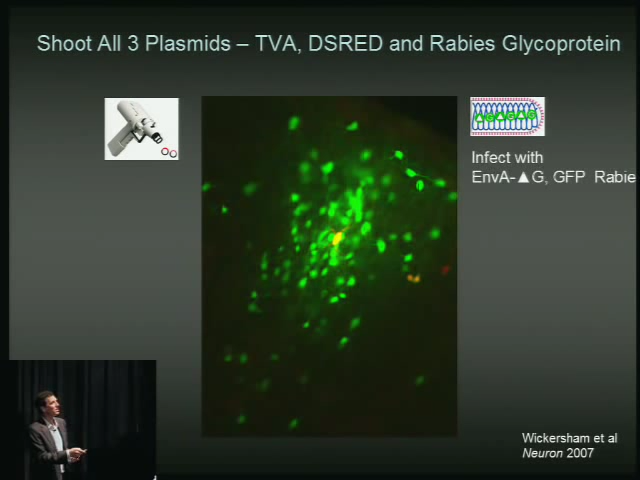 Shoot All 3 Plasmids – TVA, DSRED and Rabies Glycoprotein
Infect with
EnvA-▲G, GFP Rabie
Wickersham et al
Neuron 2007